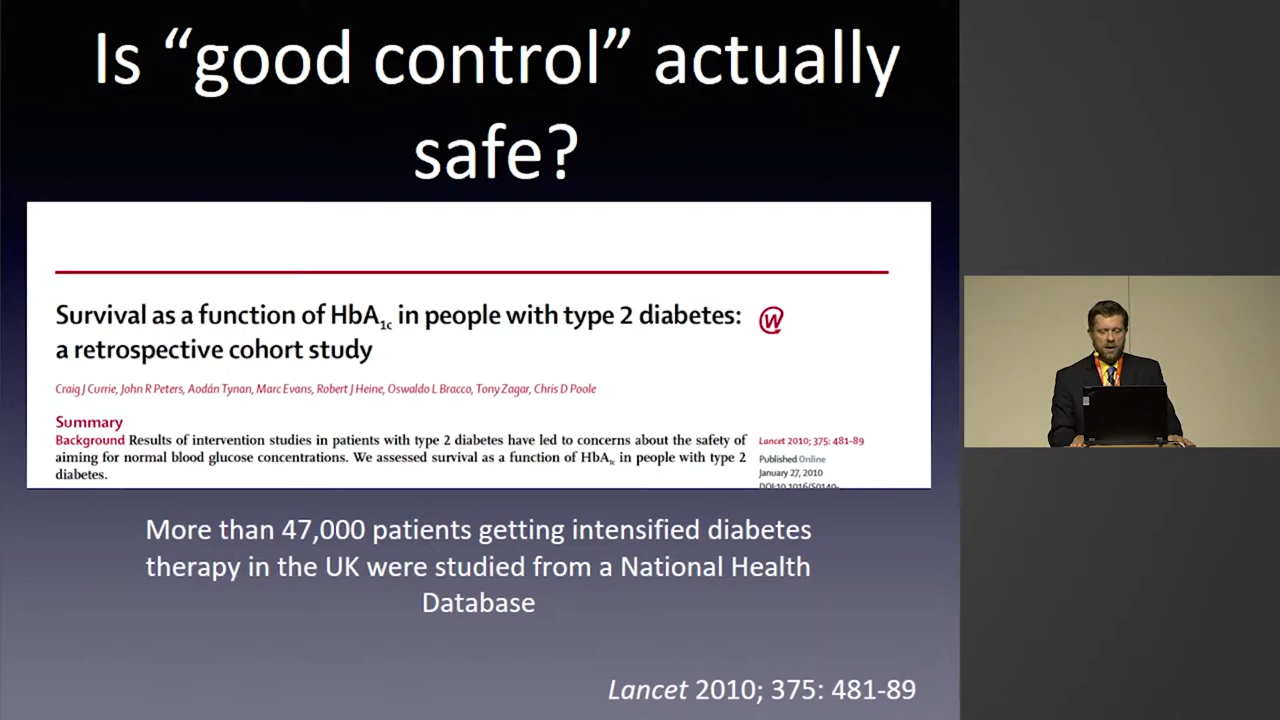 Is “good control” actually
safe?
Survival as a function of HbA1c in people with type 2 diabetes:
a retrospective cohort study
W
Craig J Currie, John R Peters, Aodán Tynan, Marc Evans, Robert J Heine, Oswaldo L Bracco, Tony Zagar, Chris D Poole
Summary
Background Results of intervention studies in patients with type 2 diabetes have led to concerns about the safety of
aiming for normal blood glucose concentrations. We assessed survival as a function of HbA1c in people with type 2
diabetes.
Lancet 2010; 375: 481-89
Published Online
January 27, 2010
DOI:10.1016/S0140-
More than 47,000 patients getting intensified diabetes
therapy in the UK were studied from a National Health
Database
Lancet 2010; 375: 481-89